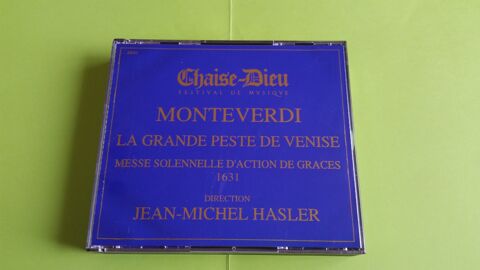 Chaise-Dieu
FESTIVAL DE MVSIQVE
MONTEVERDI
LA GRANDE PESTE DE VENISE
MESSE SOLENNELLE D'ACTION DE GRACES
1631
DIRECTION
JEAN-MICHEL HASLER